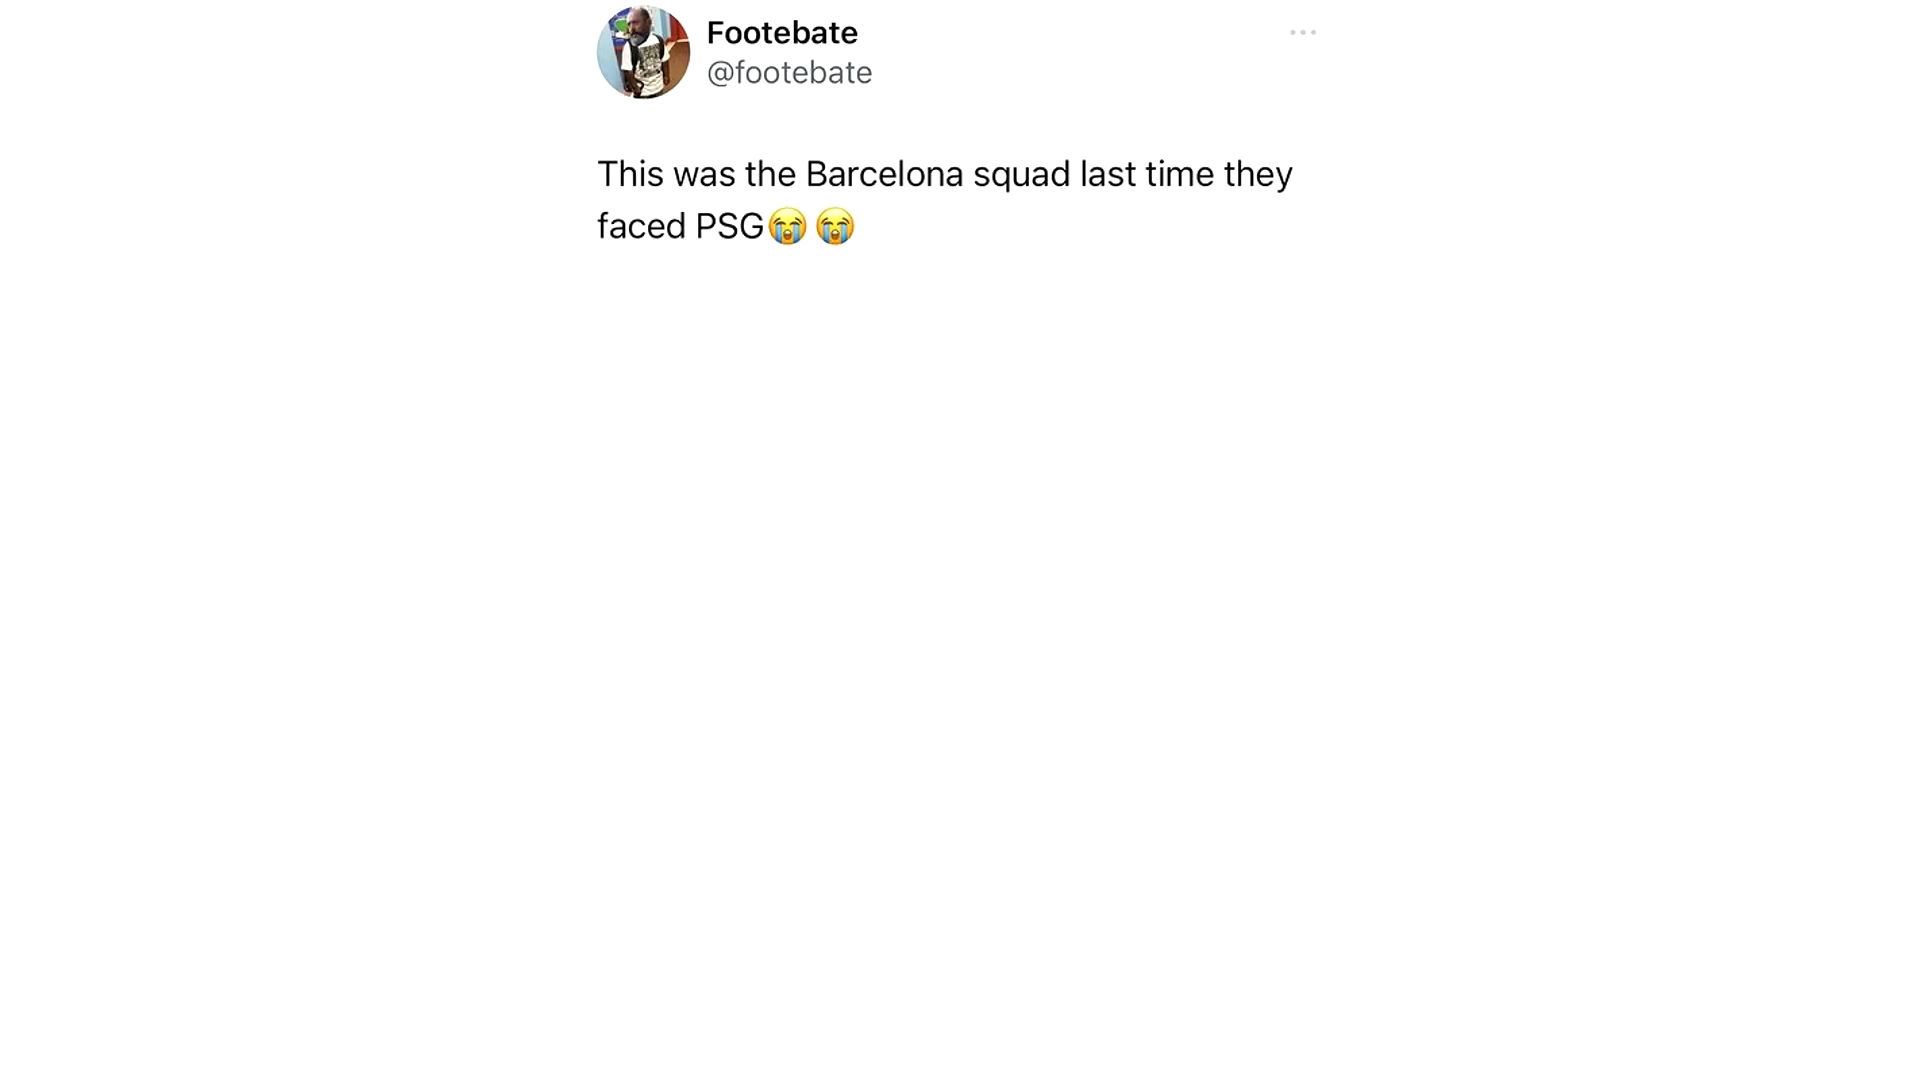 Footebate
@footebate
This was the Barcelona squad last time they
faced PSG😭😭